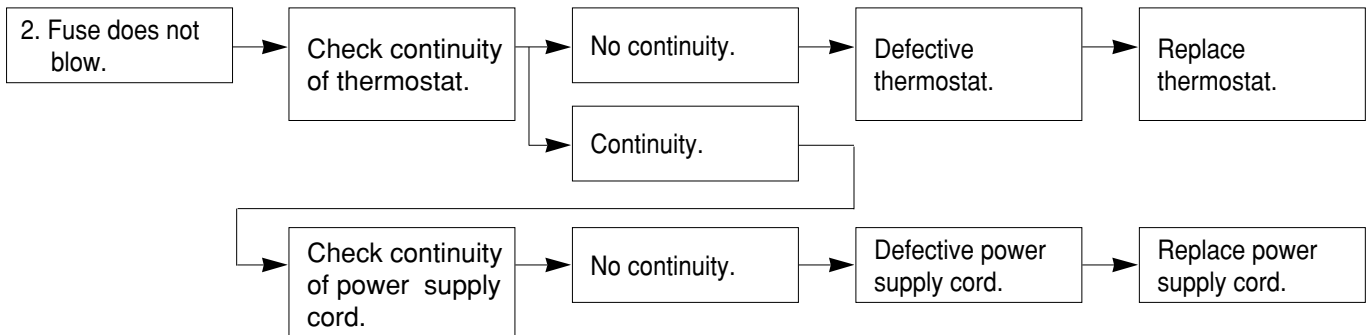 2. Fuse does not
blow.
Check continuity
of thermostat.
No continuity.
Defective
thermostat.
Replace
thermostat.
Continuity.
Check continuity
of power supply
cord.
No continuity.
Defective power
supply cord.
Replace power
supply cord.